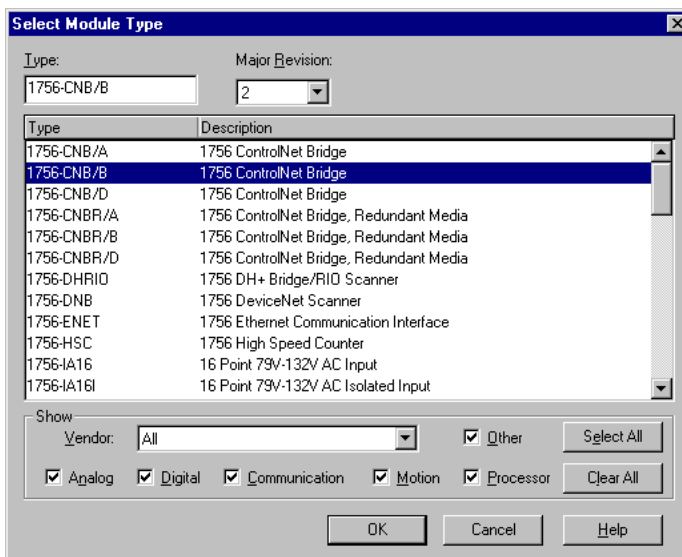 Select Module Type
Type: Major Revision:
1756-CNB/B 2
Type Description
1756-CNB/A 1756 ControlNet Bridge
1756-CNB/B 1756 ControlNet Bridge
1756-CNB/D 1756 ControlNet Bridge
1756-CNBR/A 1756 ControlNet Bridge, Redundant Media
1756-CNBR/B 1756 ControlNet Bridge, Redundant Media
1756-CNBR/D 1756 ControlNet Bridge, Redundant Media
1756-DHRIO 1756 DH+ Bridge/RIO Scanner
1756-DNB 1756 DeviceNet Scanner
1756-ENET 1756 Ethernet Communication Interface
1756-HSC 1756 High Speed Counter
1756-IA16 16 Point 79V-132V AC Input
1756-IA16I 16 Point 79V-132V AC Isolated Input
Show
Vendor: All Other Select All
Analog Digital Communication Motion Processor Clear All
OK Cancel Help